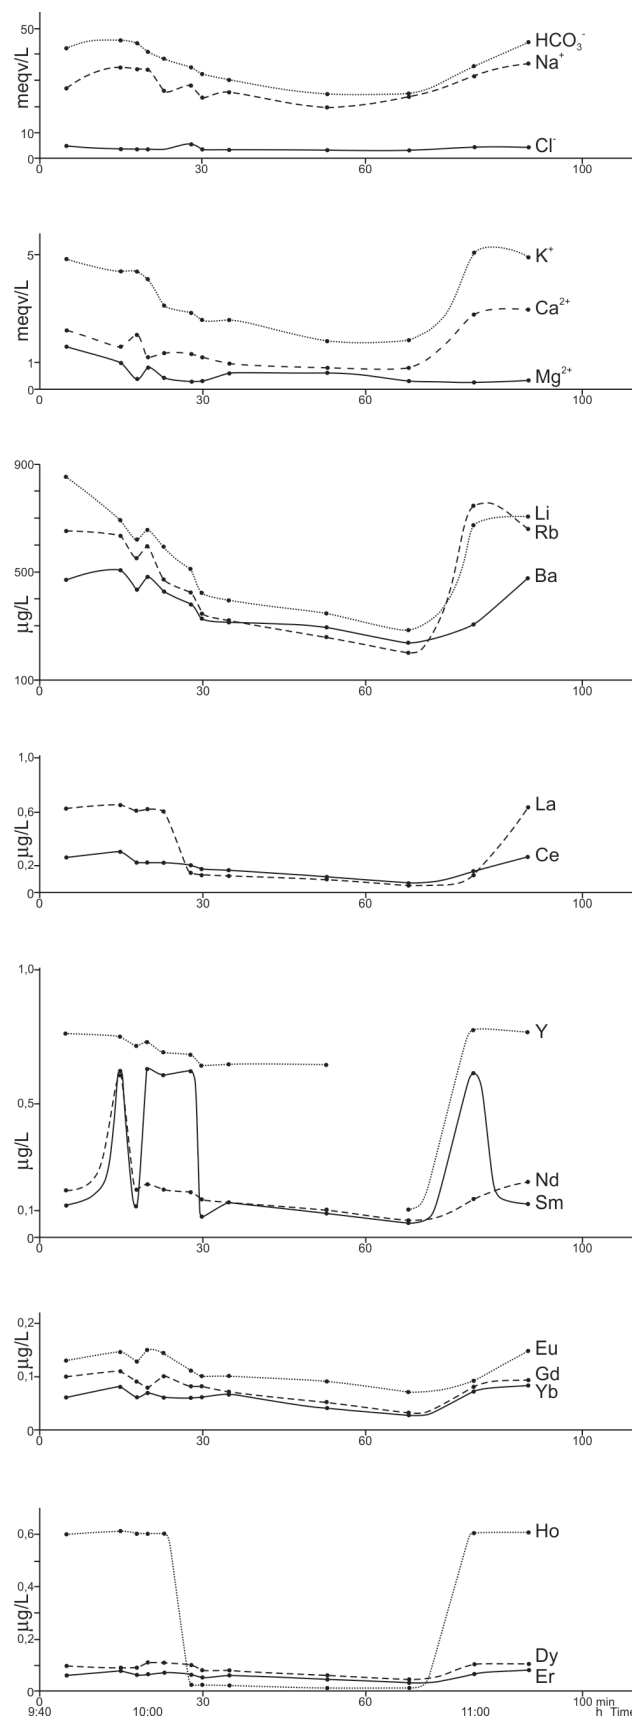 50
HCO₃⁻
Na⁺
meqv/L
10
Cl⁻
0
0 30 60 100
5
K⁺
Ca²⁺
meqv/L
1
Mg²⁺
0
0 30 60 100
900
Li
Rb
500
Ba
µg/L
100
0 30 60 100
1,0
La
0,6
µg/L
Ce
0,2
0
0 30 60 100
1,0
Y
0,5
µg/L
Nd
Sm
0,1
0
0 30 60 100
0,2
µg/L
Eu
Gd
0,1
Yb
0
0 30 60 100
0,6
Ho
0,4
µg/L
0,2
Dy
Er
0
30 60 100 min
9:40 10:00 11:00 h Time